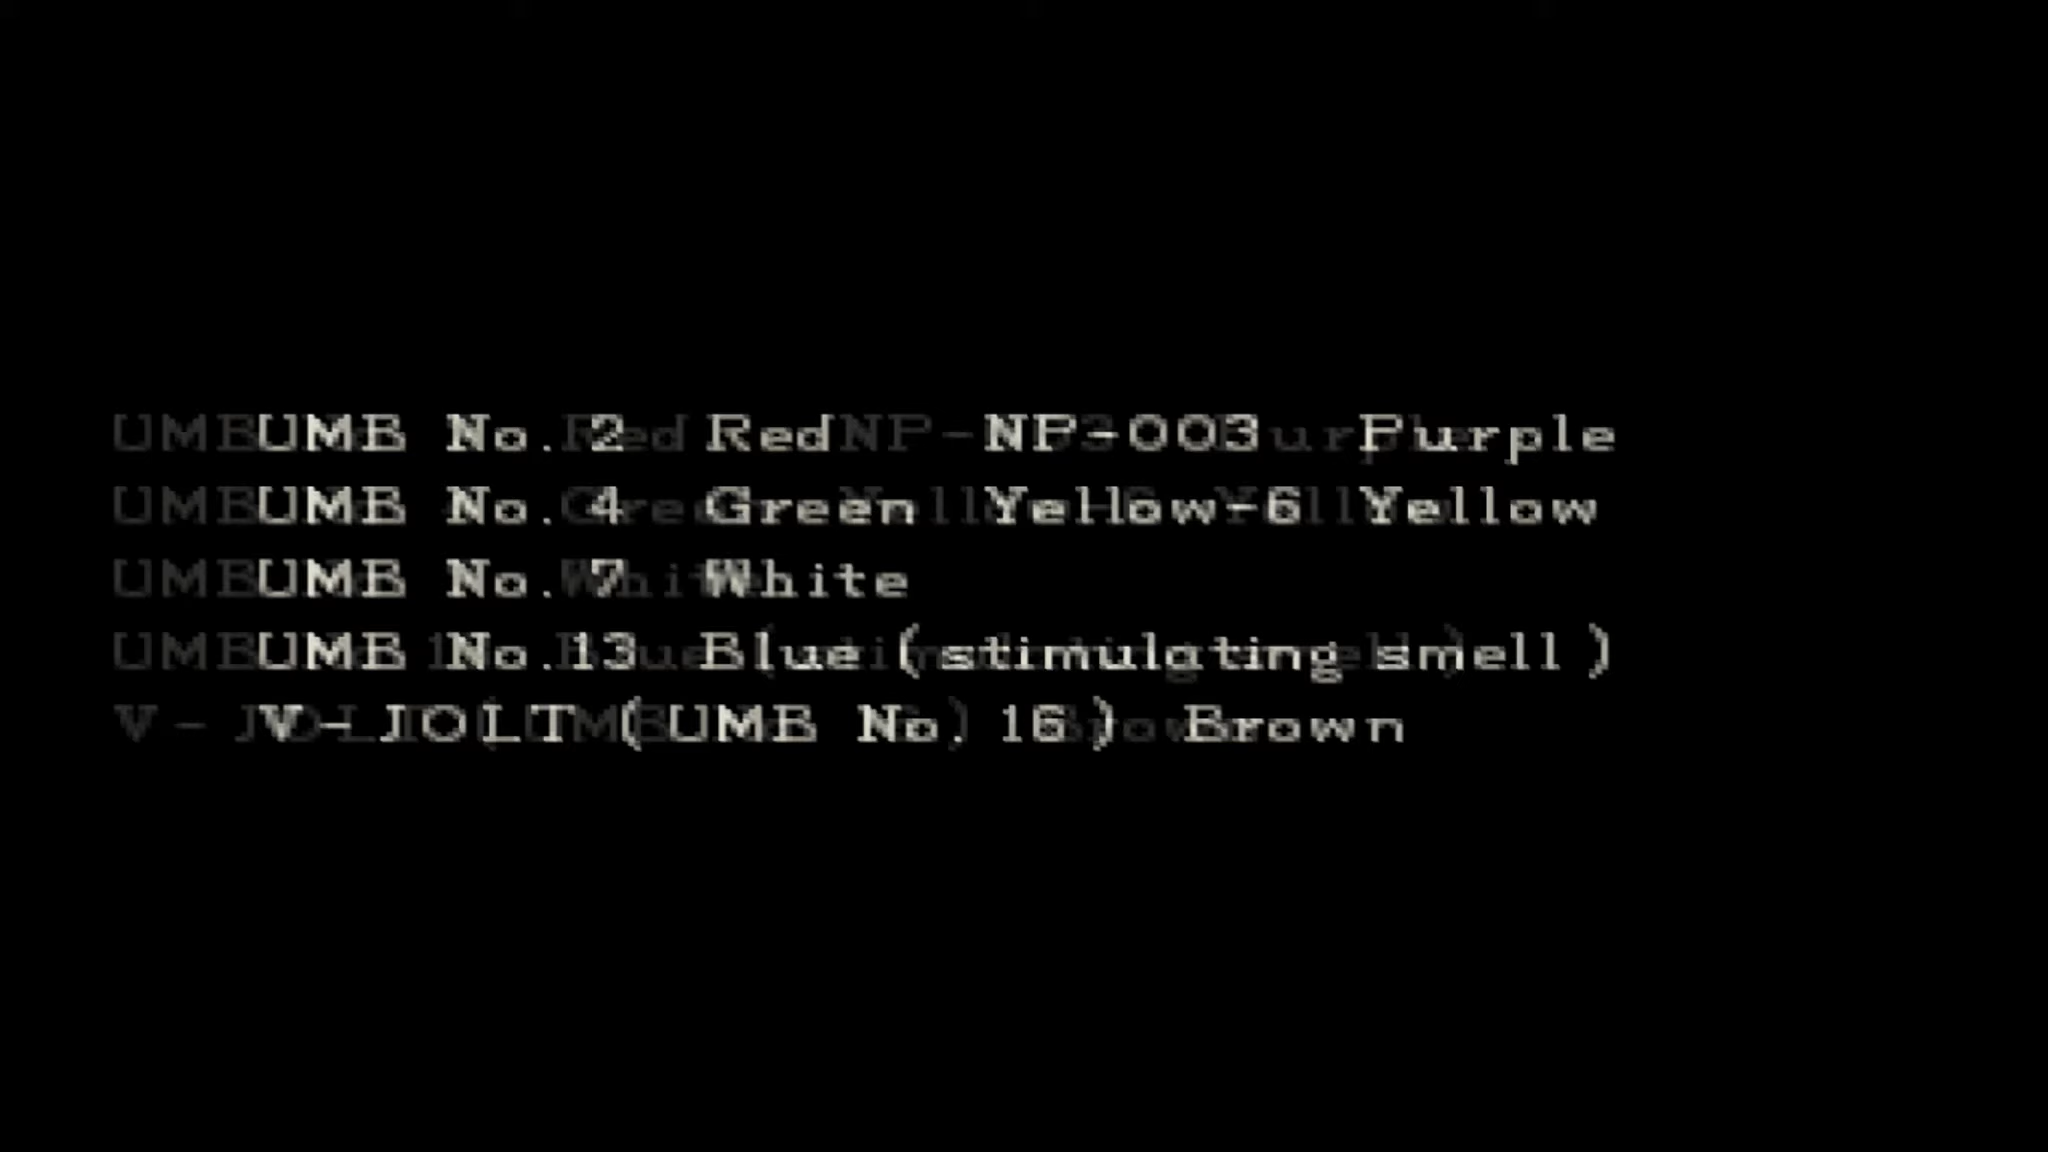 UMB No.2 Red NP-003 Purple
UMB No.4 Green Yellow-6 Yellow
UMB No.7 White
UMB No.13 Blue (stimulating smell)
V-JOLT (UMB No. 16) Brown